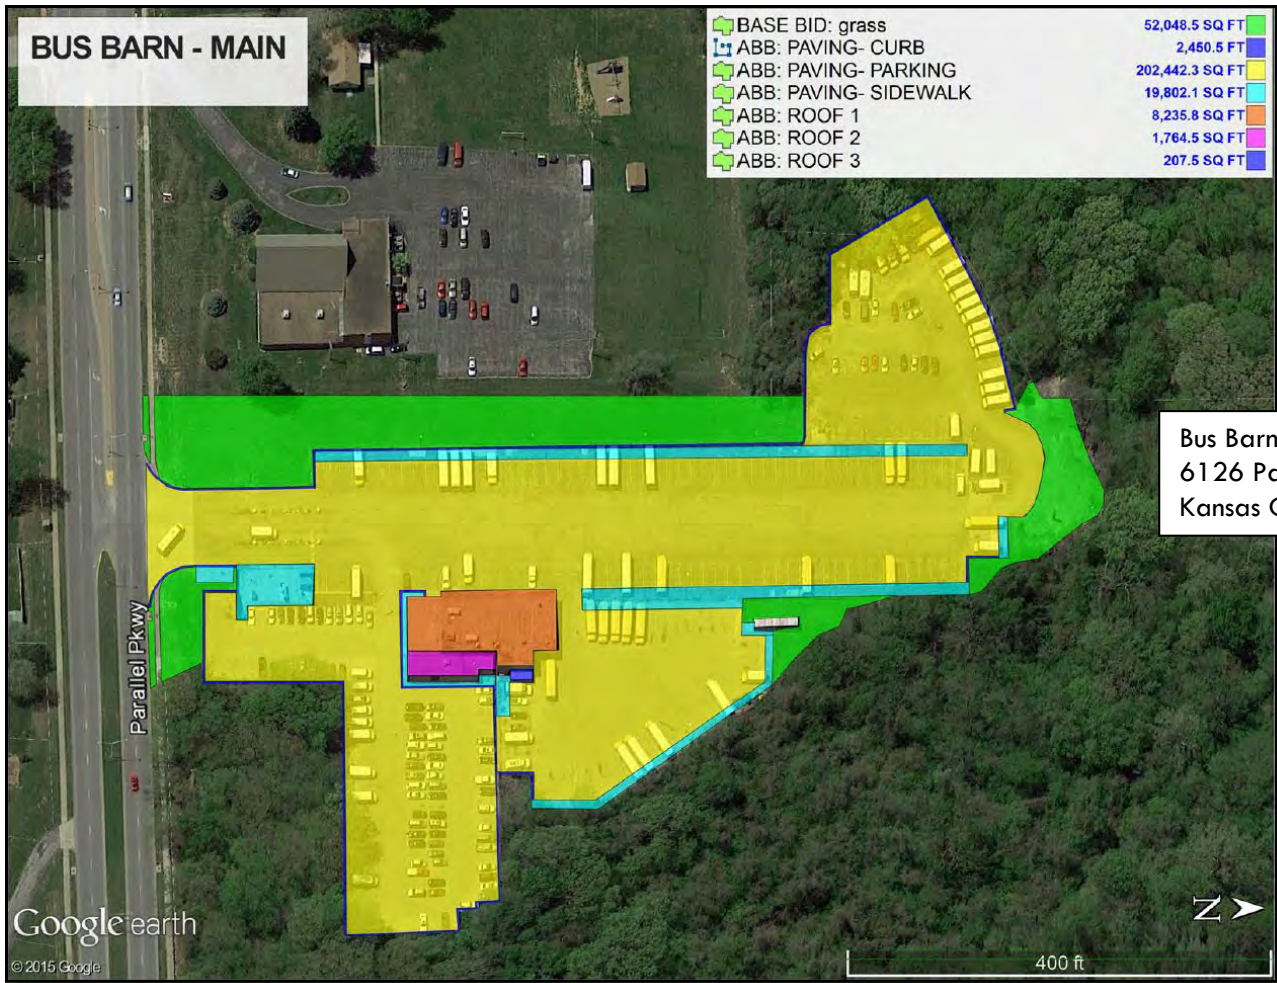 BUS BARN - MAIN
BASE BID: grass 52,048.5 SQ FT
ABB: PAVING- CURB 2,450.5 FT
ABB: PAVING- PARKING 202,442.3 SQ FT
ABB: PAVING- SIDEWALK 19,802.1 SQ FT
ABB: ROOF 1 8,235.8 SQ FT
ABB: ROOF 2 1,764.5 SQ FT
ABB: ROOF 3 207.5 SQ FT
Bus Barn
6126 Pa
Kansas C
Parallel Pkwy
Google earth
© 2015 Google
N
400 ft